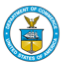 DEPARTMENT OF COMMERCE
UNITED STATES OF AMERICA